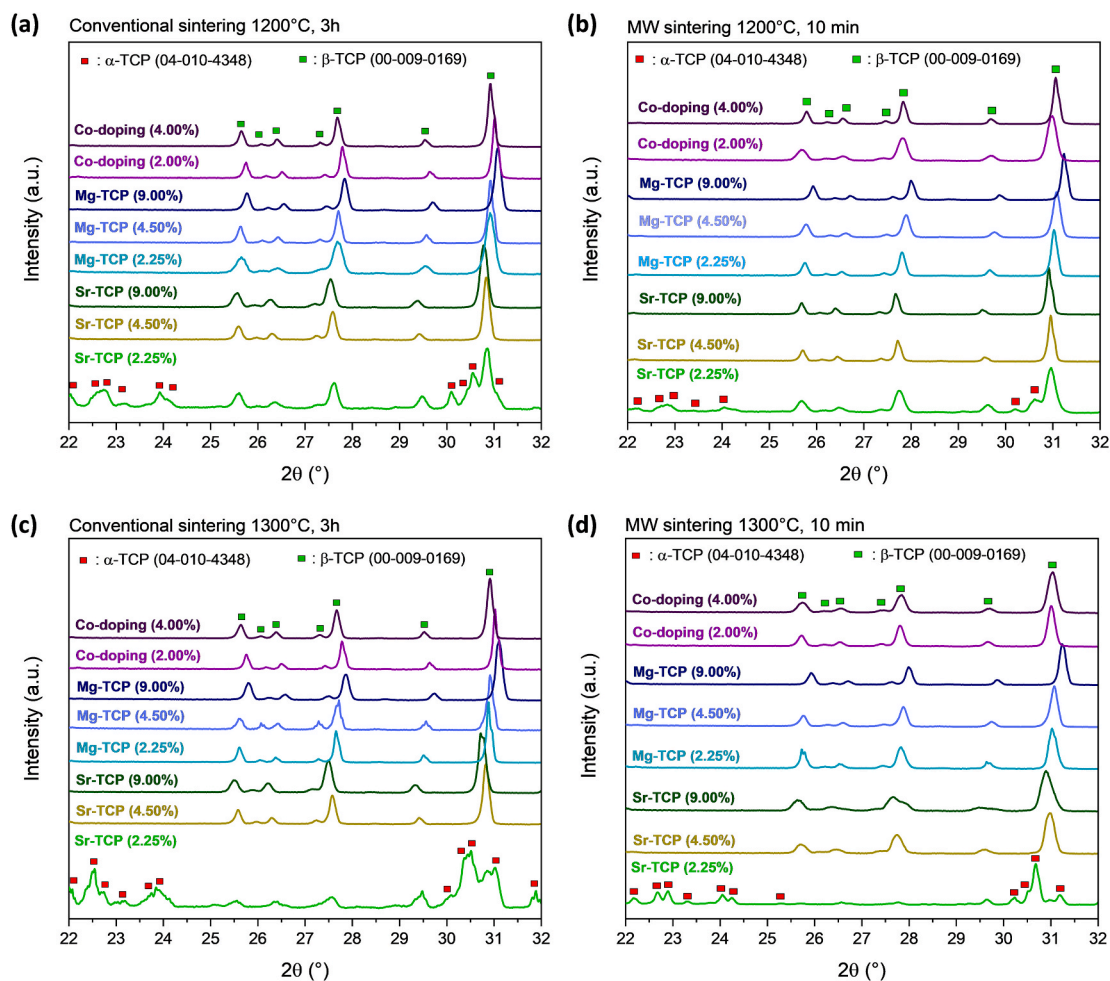 (a)
Conventional sintering 1200°C, 3h
: α-TCP (04-010-4348)
: β-TCP (00-009-0169)
Co-doping (4.00%)
Co-doping (2.00%)
Mg-TCP (9.00%)
Mg-TCP (4.50%)
Mg-TCP (2.25%)
Sr-TCP (9.00%)
Sr-TCP (4.50%)
Sr-TCP (2.25%)
Intensity (a.u.)
22 23 24 25 26 27 28 29 30 31 32
2θ (°)
(b)
MW sintering 1200°C, 10 min
: α-TCP (04-010-4348)
: β-TCP (00-009-0169)
Co-doping (4.00%)
Co-doping (2.00%)
Mg-TCP (9.00%)
Mg-TCP (4.50%)
Mg-TCP (2.25%)
Sr-TCP (9.00%)
Sr-TCP (4.50%)
Sr-TCP (2.25%)
Intensity (a.u.)
22 23 24 25 26 27 28 29 30 31 32
2θ (°)
(c)
Conventional sintering 1300°C, 3h
: α-TCP (04-010-4348)
: β-TCP (00-009-0169)
Co-doping (4.00%)
Co-doping (2.00%)
Mg-TCP (9.00%)
Mg-TCP (4.50%)
Mg-TCP (2.25%)
Sr-TCP (9.00%)
Sr-TCP (4.50%)
Sr-TCP (2.25%)
Intensity (a.u.)
22 23 24 25 26 27 28 29 30 31 32
2θ (°)
(d)
MW sintering 1300°C, 10 min
: α-TCP (04-010-4348)
: β-TCP (00-009-0169)
Co-doping (4.00%)
Co-doping (2.00%)
Mg-TCP (9.00%)
Mg-TCP (4.50%)
Mg-TCP (2.25%)
Sr-TCP (9.00%)
Sr-TCP (4.50%)
Sr-TCP (2.25%)
Intensity (a.u.)
22 23 24 25 26 27 28 29 30 31 32
2θ (°)